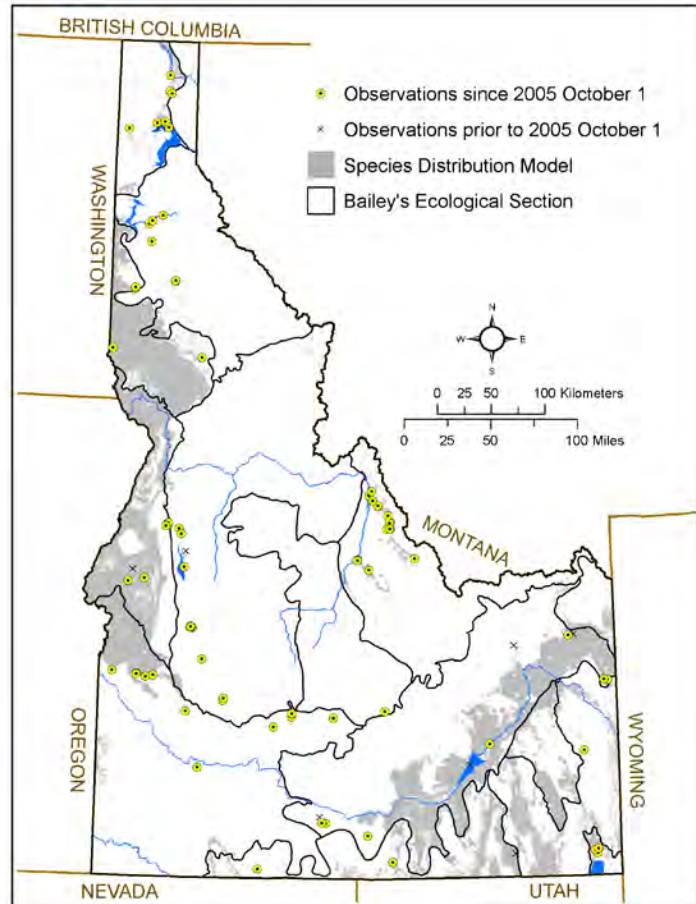 BRITISH COLUMBIA
Observations since 2005 October 1
Observations prior to 2005 October 1
Species Distribution Model
Bailey's Ecological Section
WASHINGTON
N
W
E
S
0 25 50 100 Kilometers
0 25 50 100 Miles
MONTANA
OREGON
WYOMING
NEVADA
UTAH